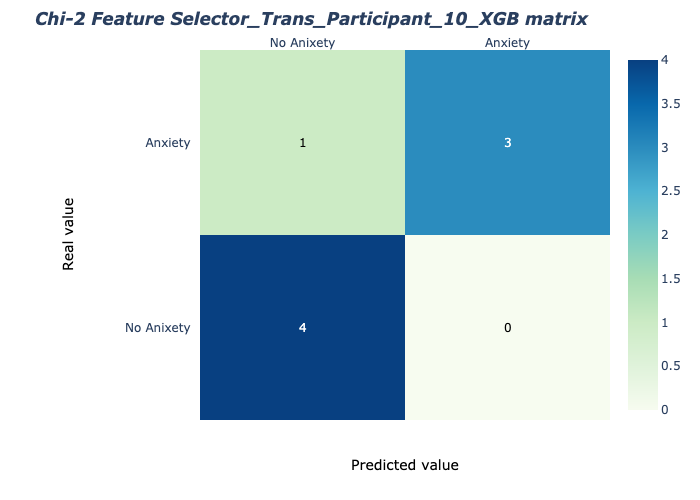 Chi-2 Feature Selector_Trans_Participant_10_XGB matrix
No Anixety Anxiety
Anxiety 1 3
No Anixety 4 0
Real value
Predicted value
4
3.5
3
2.5
2
1.5
1
0.5
0